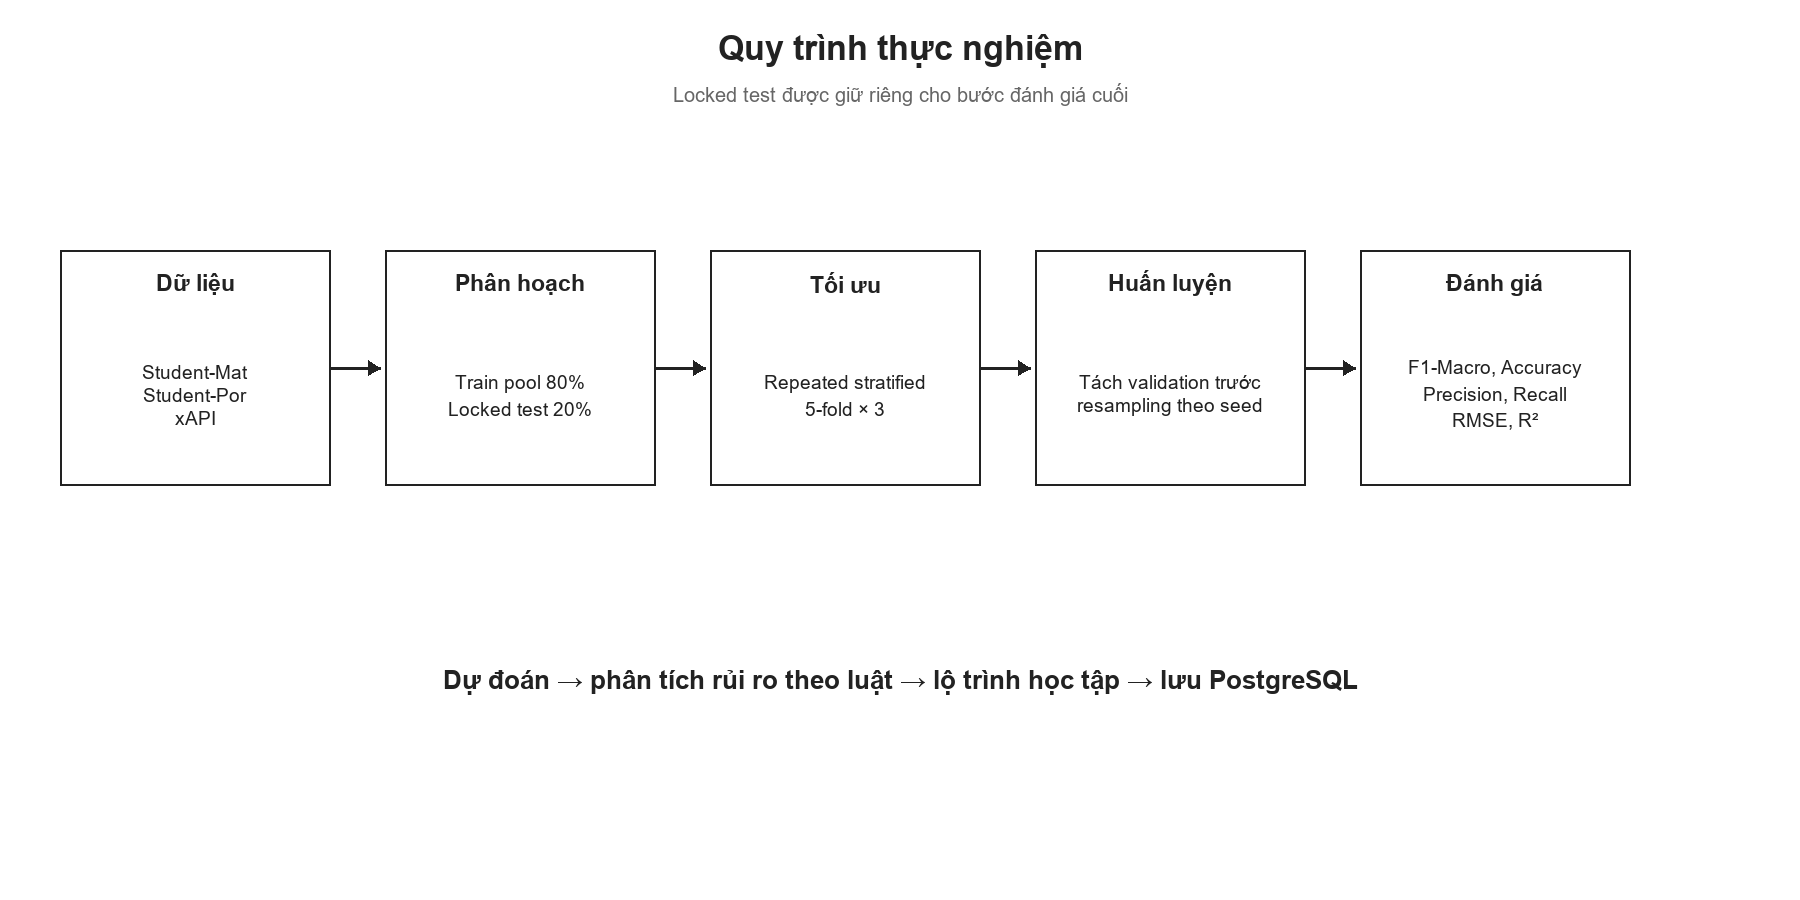 Quy trình thực nghiệm
Locked test được giữ riêng cho bước đánh giá cuối
Dữ liệu
Student-Mat
Student-Por
xAPI
Phân hoạch
Train pool 80%
Locked test 20%
Tối ưu
Repeated stratified
5-fold × 3
Huấn luyện
Tách validation trước
resampling theo seed
Đánh giá
F1-Macro, Accuracy
Precision, Recall
RMSE, R²
Dự đoán → phân tích rủi ro theo luật → lộ trình học tập → lưu PostgreSQL